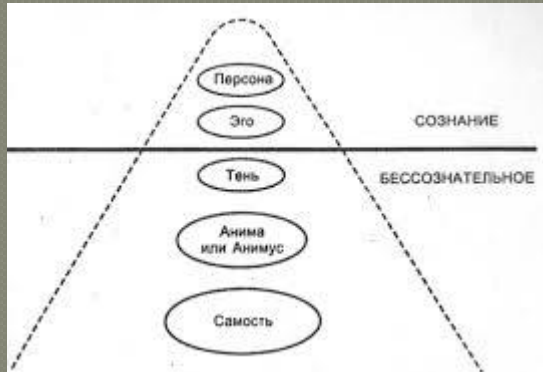 Персона
Эго
СОЗНАНИЕ
Тень
БЕССОЗНАТЕЛЬНОЕ
Анима
или Анимус
Самость